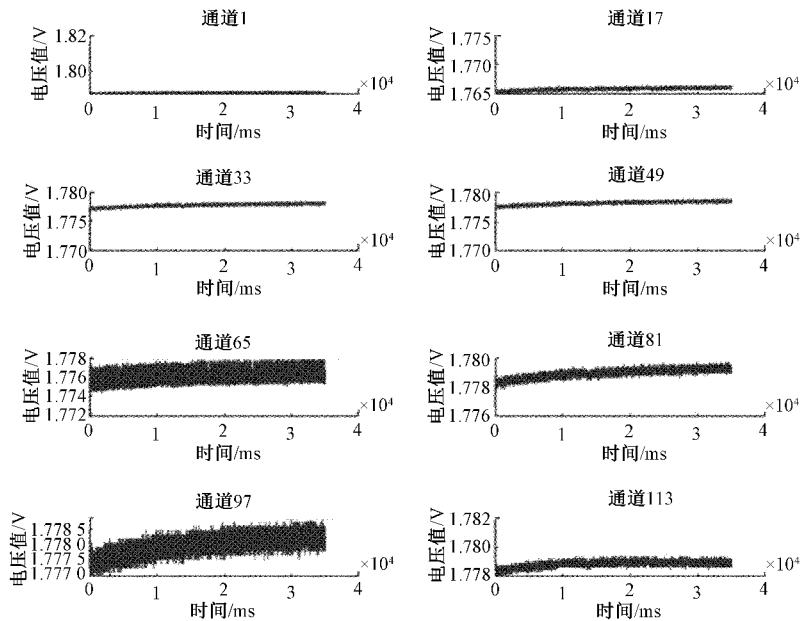 通道1
电压值/V
1.82
1.80
0 1 2 3 4
×10⁴
时间/ms
通道17
电压值/V
1.775
1.770
1.765
0 1 2 3 4
×10⁴
时间/ms
通道33
电压值/V
1.780
1.775
1.770
0 1 2 3 4
×10⁴
时间/ms
通道49
电压值/V
1.780
1.775
1.770
0 1 2 3 4
×10⁴
时间/ms
通道65
电压值/V
1.778
1.776
1.774
1.772
0 1 2 3 4
×10⁴
时间/ms
通道81
电压值/V
1.780
1.778
1.776
0 1 2 3 4
×10⁴
时间/ms
通道97
电压值/V
1.778 5
1.778 0
1.777 5
1.777 0
0 1 2 3 4
×10⁴
时间/ms
通道113
电压值/V
1.782
1.780
1.778
0 1 2 3 4
×10⁴
时间/ms